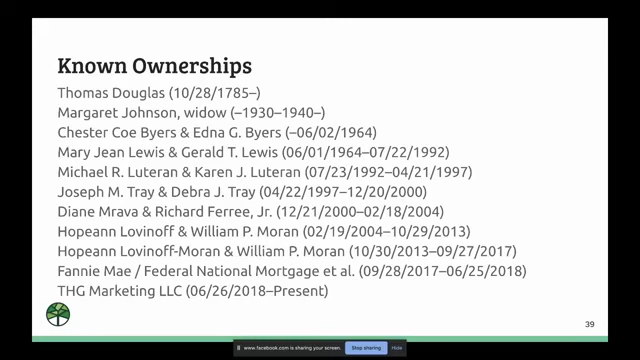 Known Ownerships
Thomas Douglas (10/28/1785–)
Margaret Johnson, widow (–1930–1940–)
Chester Coe Byers & Edna G. Byers (–06/02/1964)
Mary Jean Lewis & Gerald T. Lewis (06/01/1964–07/22/1992)
Michael R. Luteran & Karen J. Luteran (07/23/1992–04/21/1997)
Joseph M. Tray & Debra J. Tray (04/22/1997–12/20/2000)
Diane Mrava & Richard Ferree, Jr. (12/21/2000–02/18/2004)
Hopeann Lovinoff & William P. Moran (02/19/2004–10/29/2013)
Hopeann Lovinoff-Moran & William P. Moran (10/30/2013–09/27/2017)
Fannie Mae / Federal National Mortgage et al. (09/28/2017–06/25/2018)
THG Marketing LLC (06/26/2018–Present)
39
www.facebook.com is sharing your screen. Stop sharing Hide